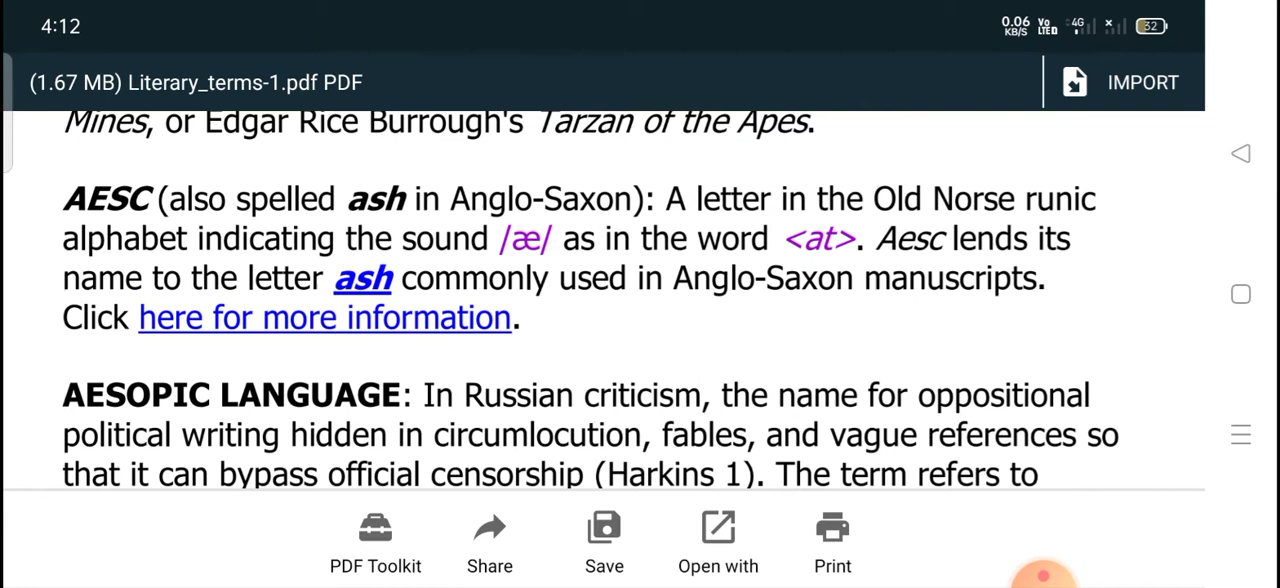 4:12
0.06 KB/S Vo LTE D 4G x 32
(1.67 MB) Literary_terms-1.pdf PDF
IMPORT
Mines, or Edgar Rice Burrough's Tarzan of the Apes.
AESC (also spelled ash in Anglo-Saxon): A letter in the Old Norse runic
alphabet indicating the sound /æ/ as in the word <at>. Aesc lends its
name to the letter ash commonly used in Anglo-Saxon manuscripts.
Click here for more information.
AESOPIC LANGUAGE: In Russian criticism, the name for oppositional
political writing hidden in circumlocution, fables, and vague references so
that it can bypass official censorship (Harkins 1). The term refers to
PDF Toolkit Share Save Open with Print